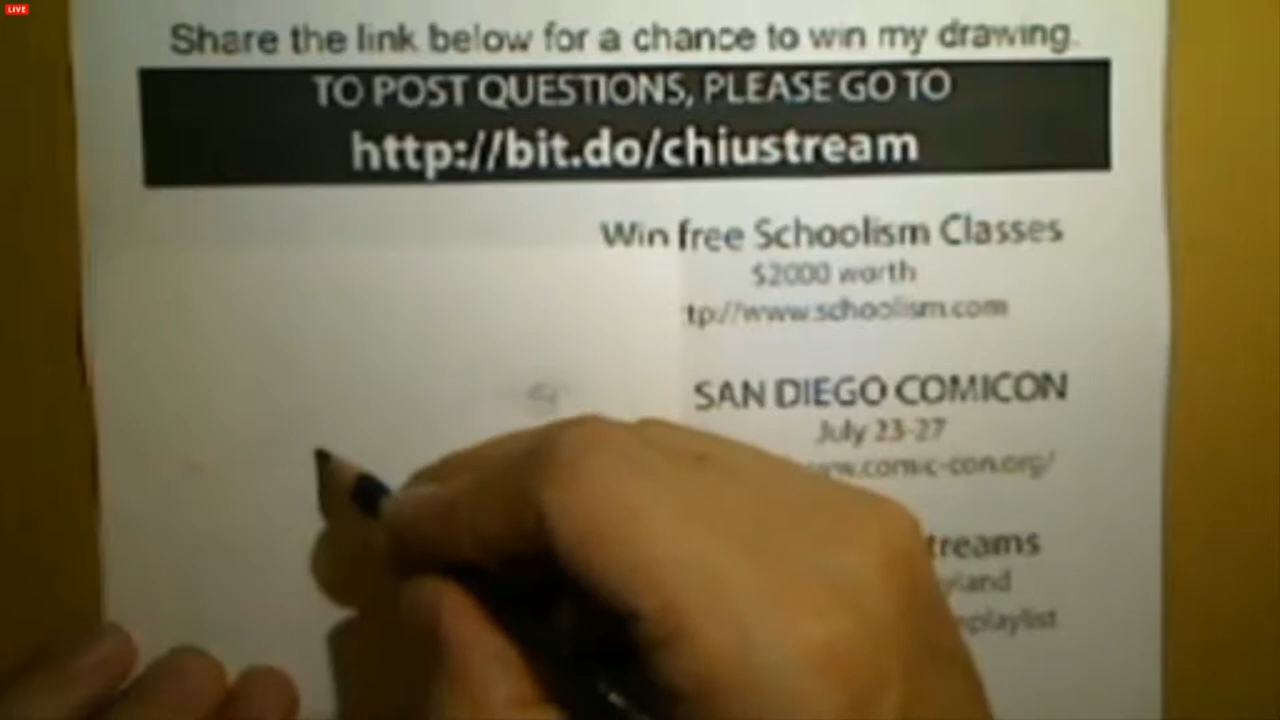 LIVE
Share the link below for a chance to win my drawing.
TO POST QUESTIONS, PLEASE GO TO
http://bit.do/chiustream
Win free Schoolism Classes
$2000 worth
tp://www.schoolism.com
SAN DIEGO COMICON
July 23-27
ww.comic-con.org/
treams
playlist